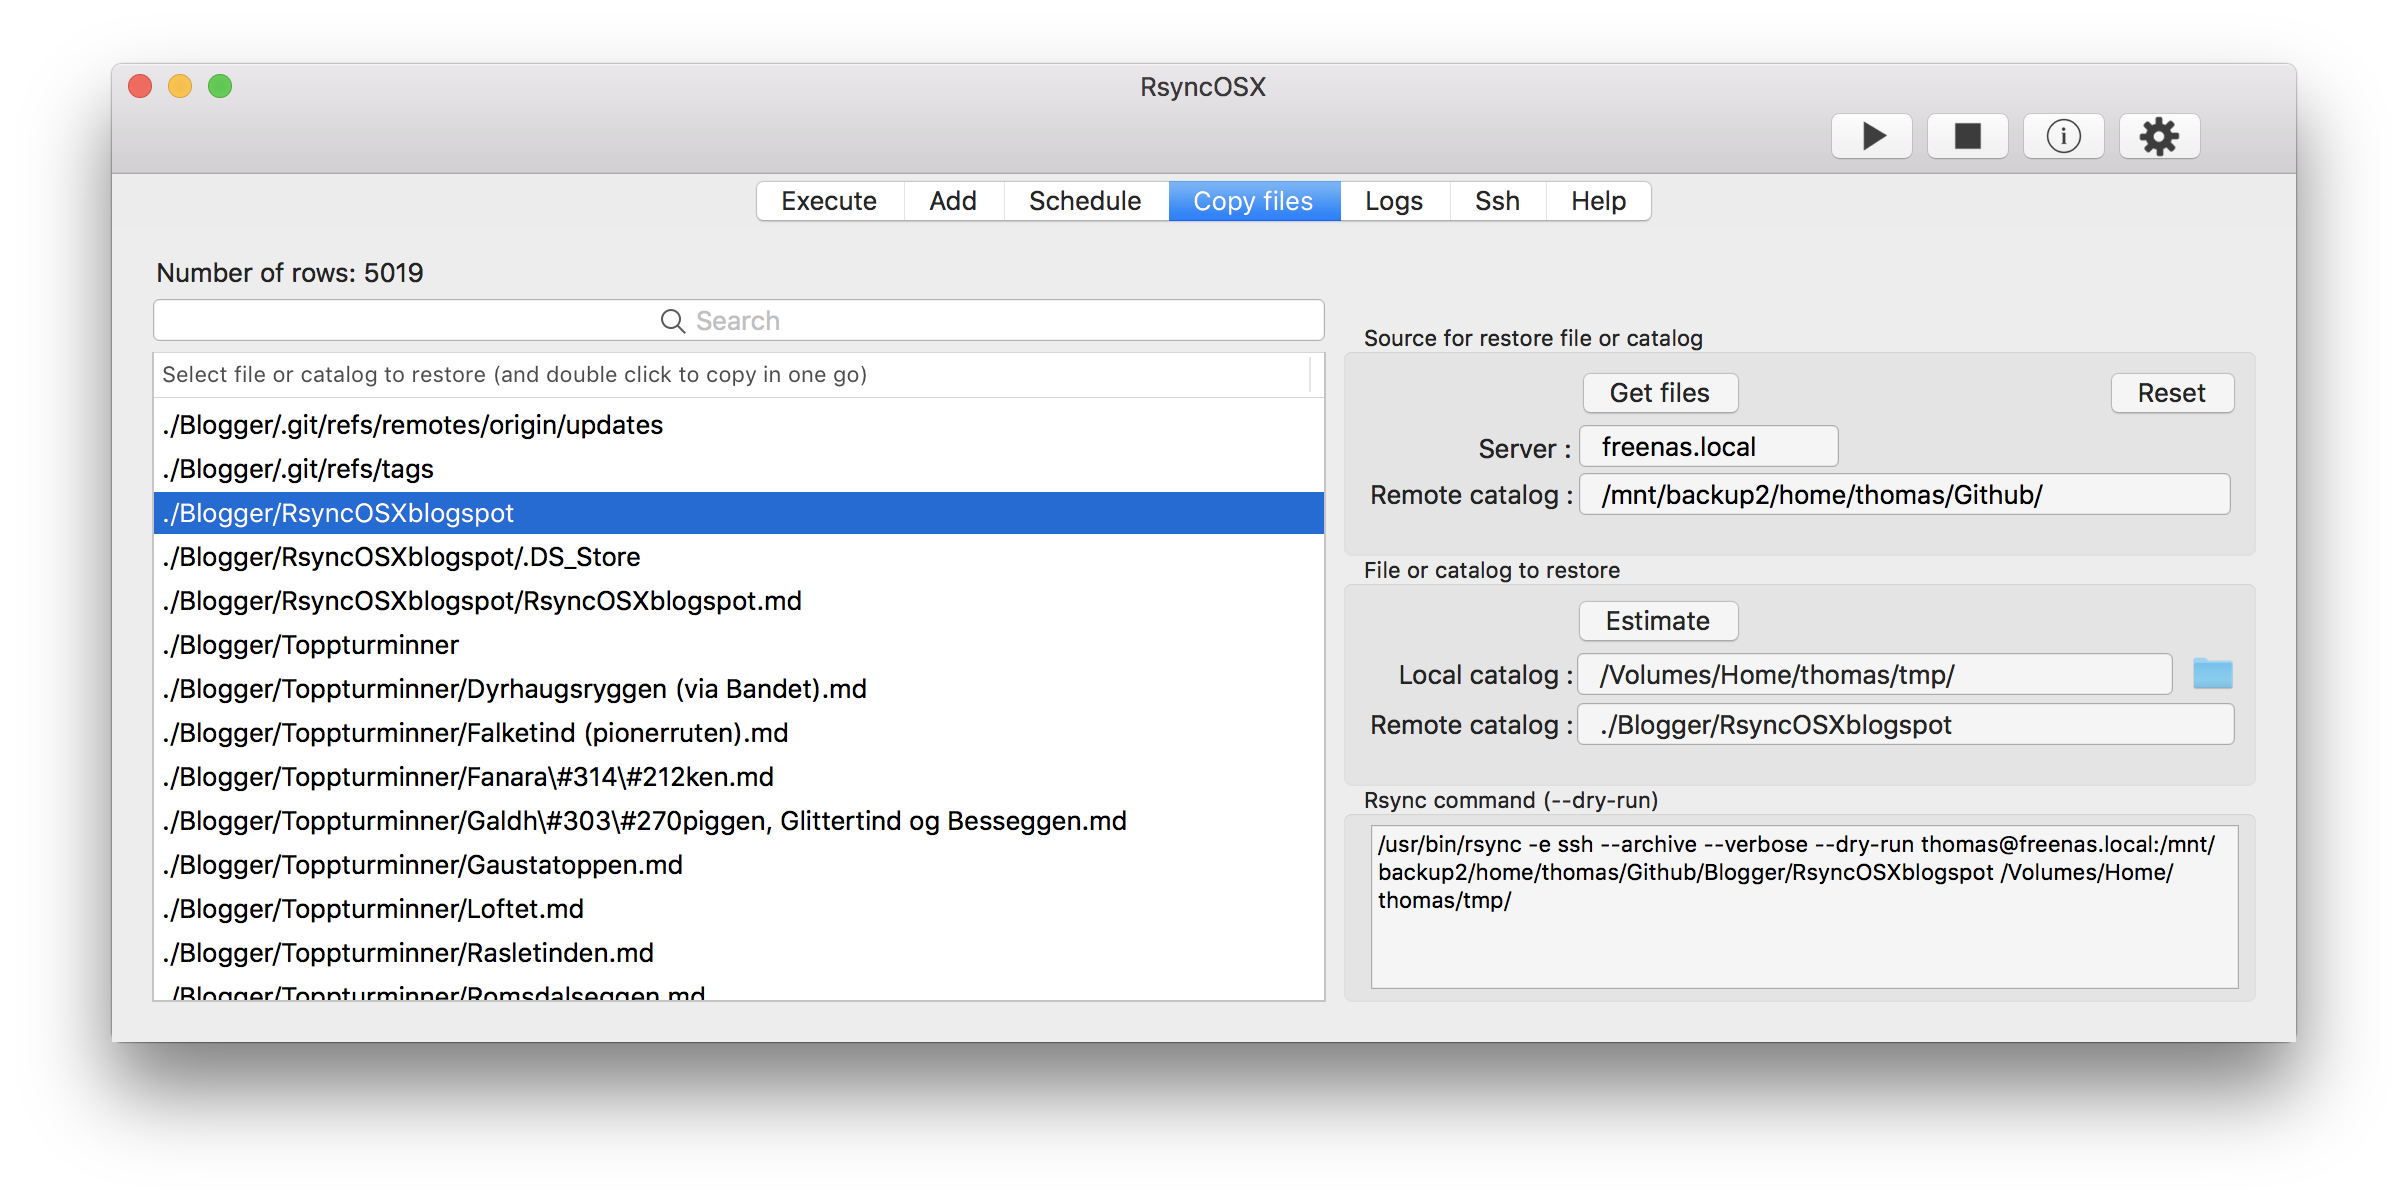 RsyncOSX
Execute
Add
Schedule
Copy files
Logs
Ssh
Help
Number of rows: 5019
Search
Select file or catalog to restore (and double click to copy in one go)
./Blogger/.git/refs/remotes/origin/updates
./Blogger/.git/refs/tags
./Blogger/RsyncOSXblogspot
./Blogger/RsyncOSXblogspot/.DS_Store
./Blogger/RsyncOSXblogspot/RsyncOSXblogspot.md
./Blogger/Toppturminner
./Blogger/Toppturminner/Dyrhaugsryggen (via Bandet).md
./Blogger/Toppturminner/Falketind (pionerruten).md
./Blogger/Toppturminner/Fanara\#314\#212ken.md
./Blogger/Toppturminner/Galdh\#303\#270piggen, Glittertind og Besseggen.md
./Blogger/Toppturminner/Gaustatoppen.md
./Blogger/Toppturminner/Loftet.md
./Blogger/Toppturminner/Rasletinden.md
./Blogger/Toppturminner/Romsdalseggen.md
Source for restore file or catalog
Get files
Reset
Server : freenas.local
Remote catalog : /mnt/backup2/home/thomas/Github/
File or catalog to restore
Estimate
Local catalog : /Volumes/Home/thomas/tmp/
Remote catalog : ./Blogger/RsyncOSXblogspot
Rsync command (--dry-run)
/usr/bin/rsync -e ssh --archive --verbose --dry-run thomas@freenas.local:/mnt/
backup2/home/thomas/Github/Blogger/RsyncOSXblogspot /Volumes/Home/
thomas/tmp/